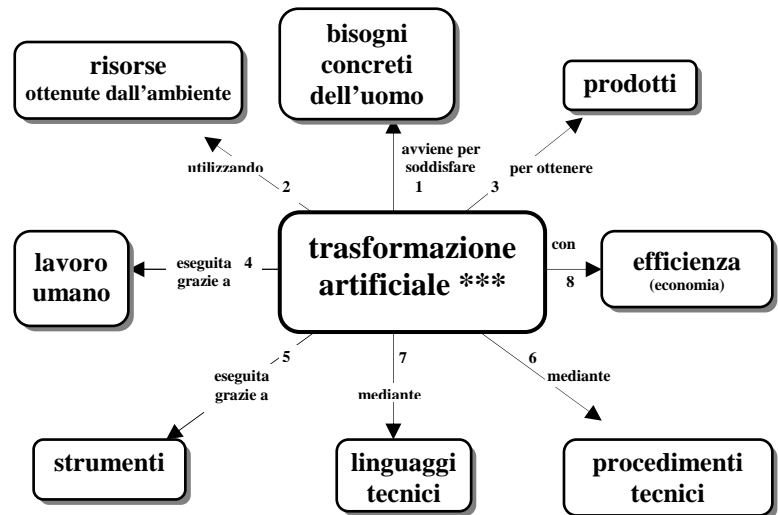 bisogni
concreti
dell'uomo
risorse
ottenute dall'ambiente
prodotti
avviene per
soddisfare
1
utilizzando
2
3
per ottenere
trasformazione
artificiale ***
lavoro
umano
eseguita 4
grazie a
con
8
efficienza
(economia)
5
eseguita
grazie a
7
mediante
6
mediante
strumenti
linguaggi
tecnici
procedimenti
tecnici